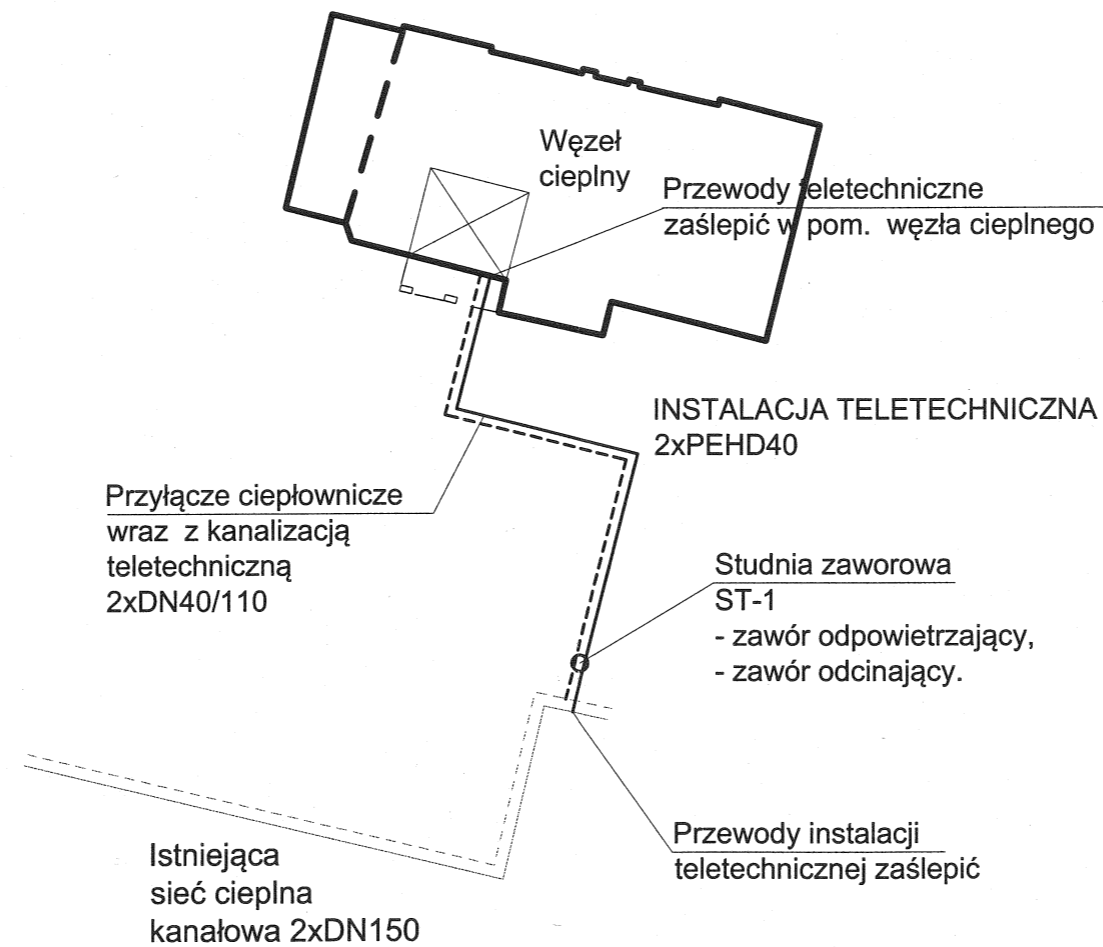 Węzeł
cieplny
Przewody teletechniczne
zaślepić w pom. węzła cieplnego
INSTALACJA TELETECHNICZNA
2xPEHD40
Przyłącze ciepłownicze
wraz z kanalizacją
teletechniczną
2xDN40/110
Studnia zaworowa
ST-1
- zawór odpowietrzający,
- zawór odcinający.
Przewody instalacji
teletechnicznej zaślepić
Istniejąca
sieć cieplna
kanałowa 2xDN150